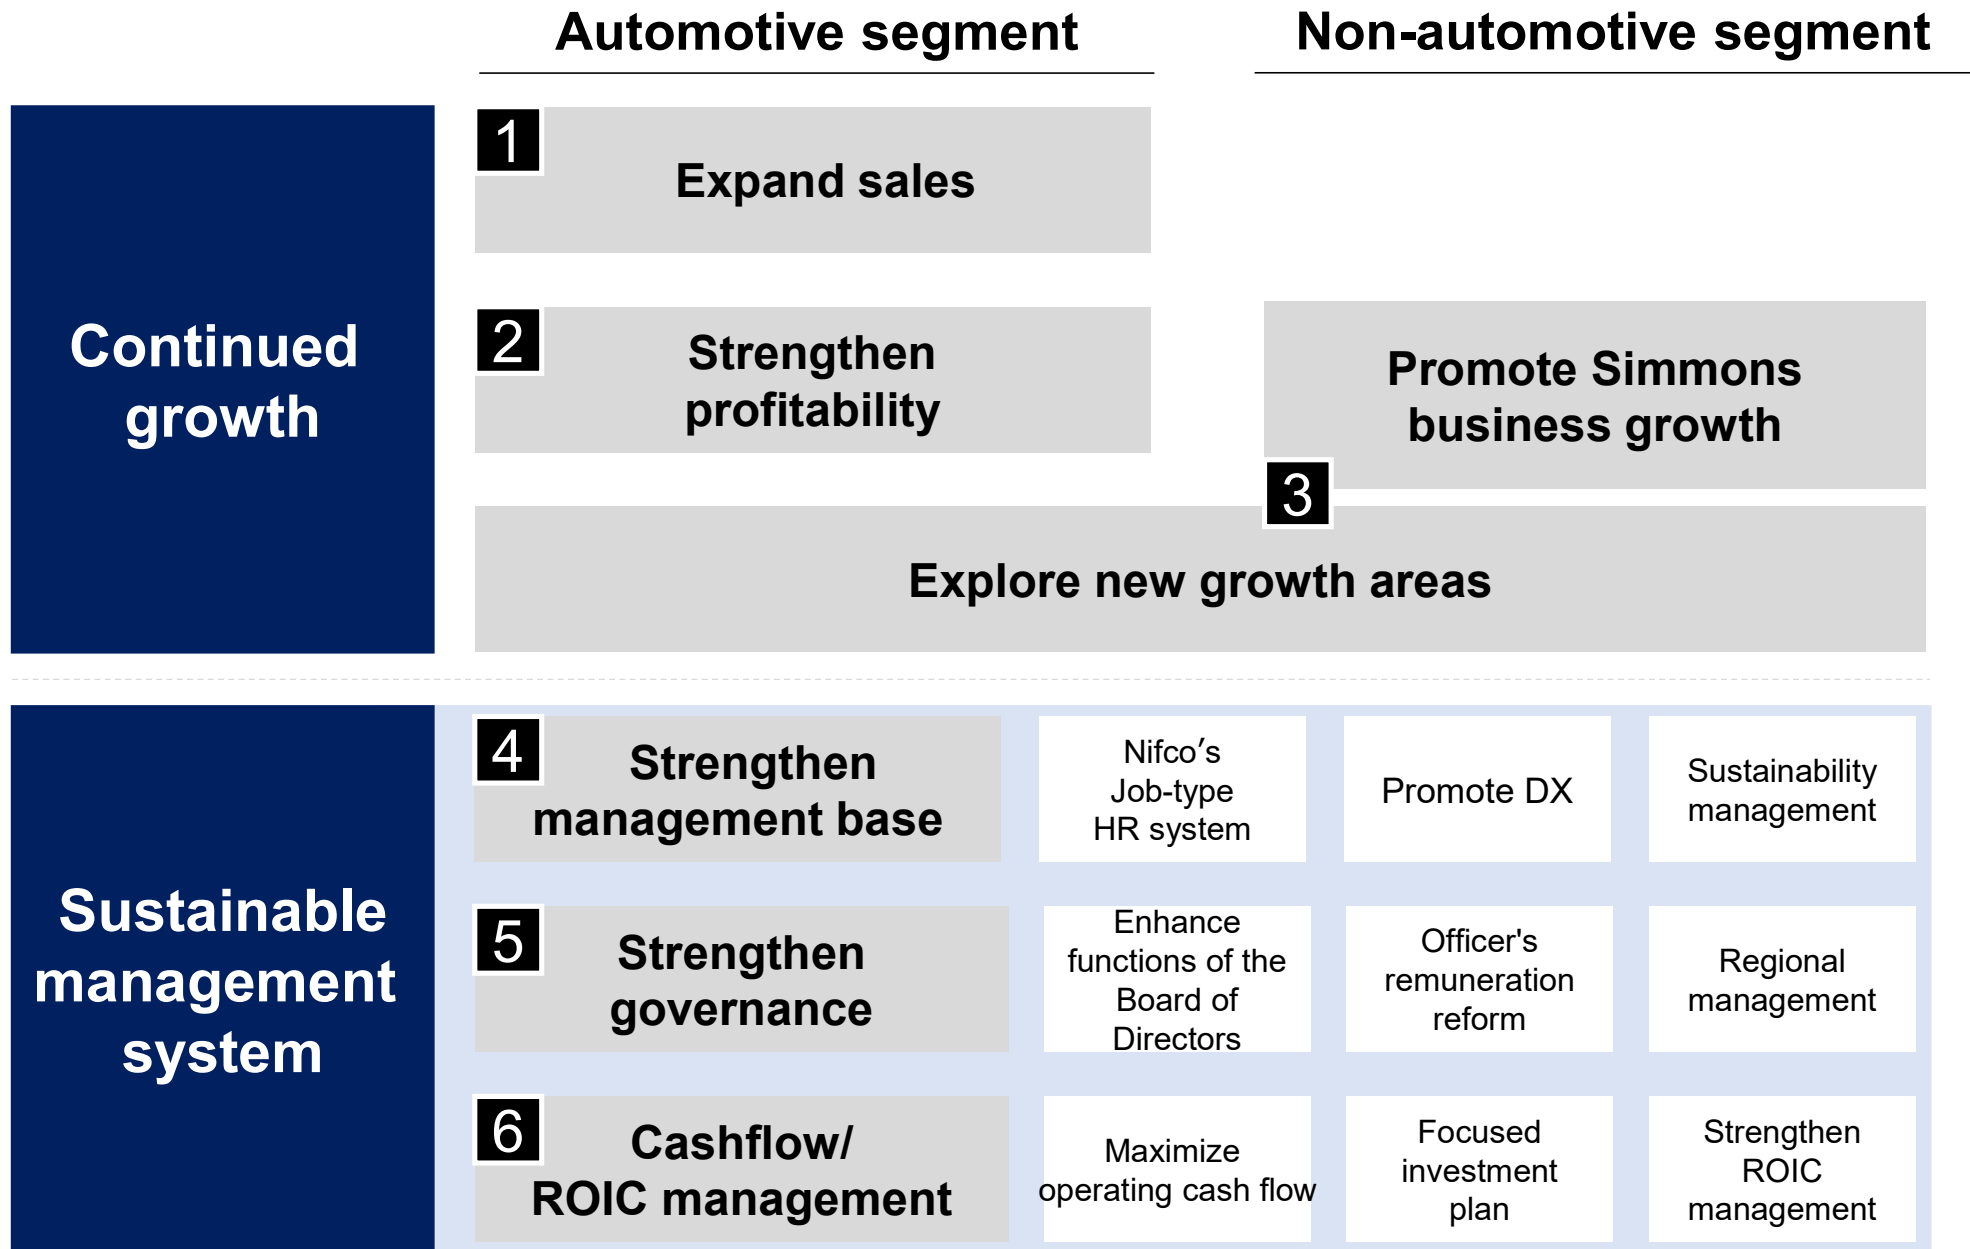 Automotive segment
Non-automotive segment
Continued
growth
1
Expand sales
2
Strengthen
profitability
Promote Simmons
business growth
3
Explore new growth areas
Sustainable
management
system
4
Strengthen
management base
Nifco′s
Job-type
HR system
Promote DX
Sustainability
management
5
Strengthen
governance
Enhance
functions of the
Board of
Directors
Officer's
remuneration
reform
Regional
management
6
Cashflow/
ROIC management
Maximize
operating cash flow
Focused
investment
plan
Strengthen
ROIC
management